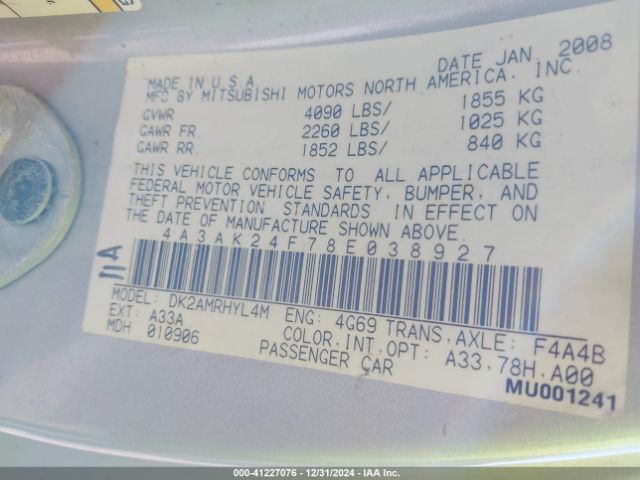 DATE JAN, 2008
MADE IN U.S.A.
MFG BY MITSUBISHI MOTORS NORTH AMERICA, INC.
GVWR 4090 LBS/ 1855 KG
GAWR FR. 2260 LBS/ 1025 KG
GAWR RR. 1852 LBS/ 840 KG
THIS VEHICLE CONFORMS TO ALL APPLICABLE
FEDERAL MOTOR VEHICLE SAFETY, BUMPER, AND
THEFT PREVENTION STANDARDS IN EFFECT ON
THE DATE OF MANUFACTURE SHOWN ABOVE.
4A3AK24F78E038927
11A
MODEL: DK2AMRHYL4M ENG: 4G69 TRANS.AXLE: F4A4B
EXT: A33A COLOR.INT.OPT: A33.78H.A00
MDH 010906 PASSENGER CAR
MU001241
000-41227076 - 12/31/2024 - IAA Inc.